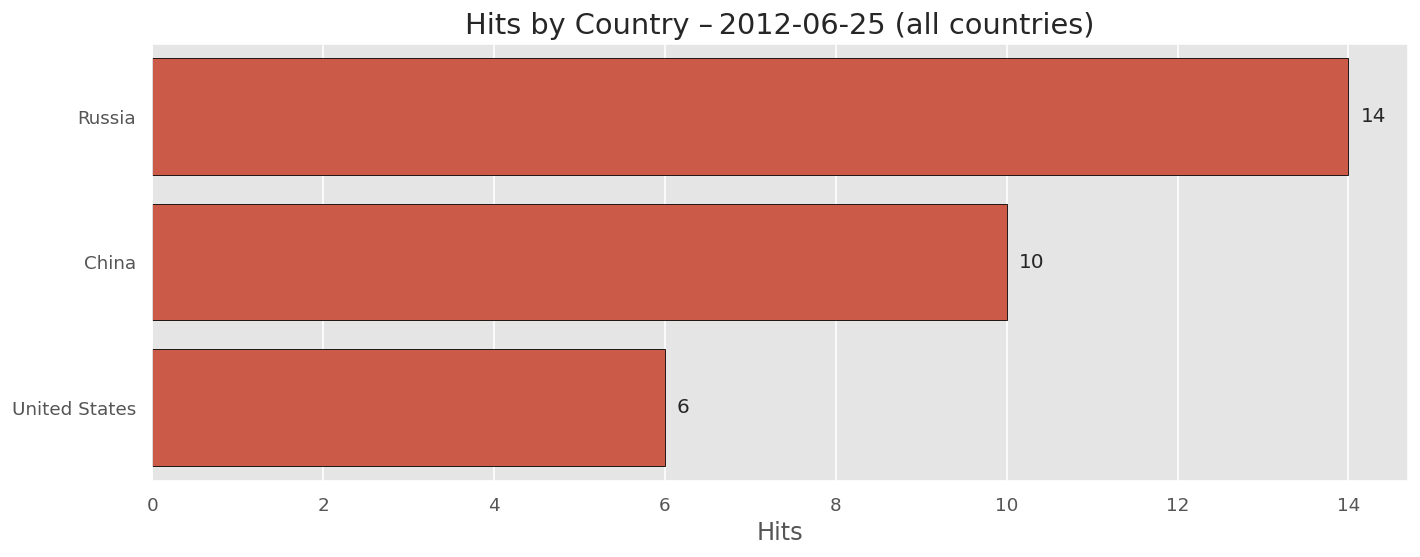 Hits by Country – 2012-06-25 (all countries)
Russia
14
China
10
United States
6
0 2 4 6 8 10 12 14
Hits